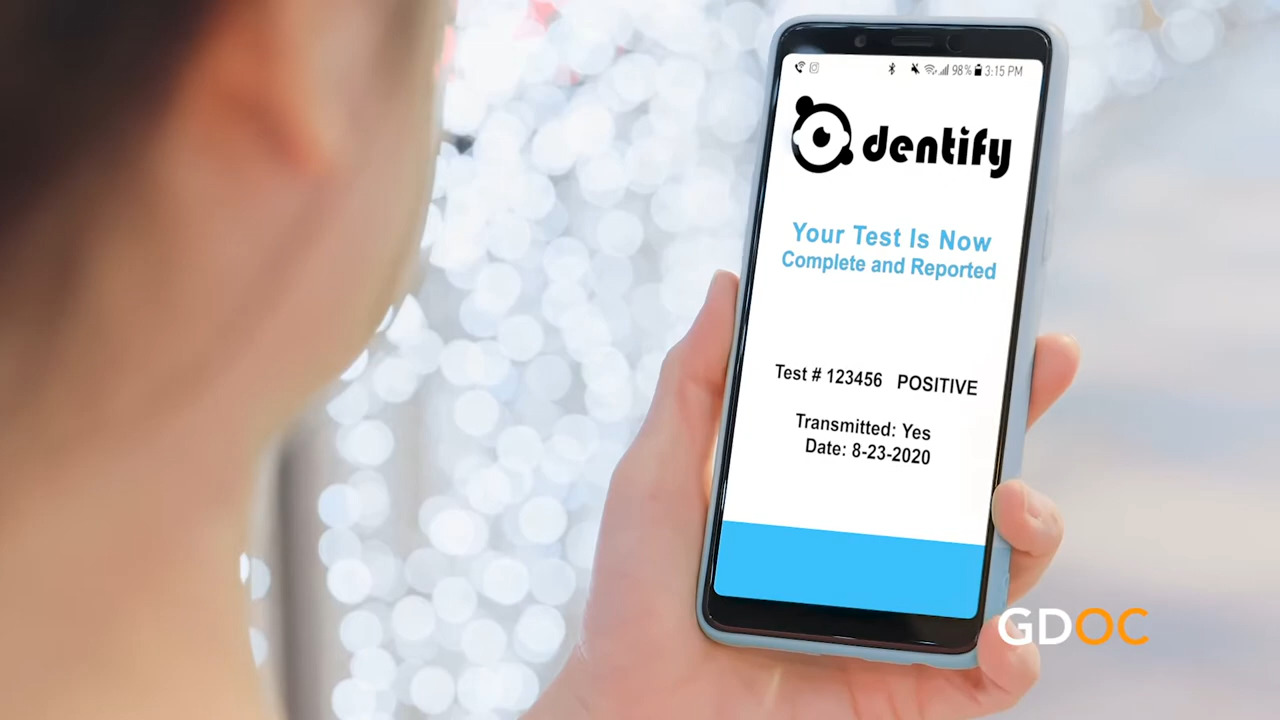 98% 3:15 PM
dentify
Your Test Is Now
Complete and Reported
Test # 123456 POSITIVE
Transmitted: Yes
Date: 8-23-2020
GDOC